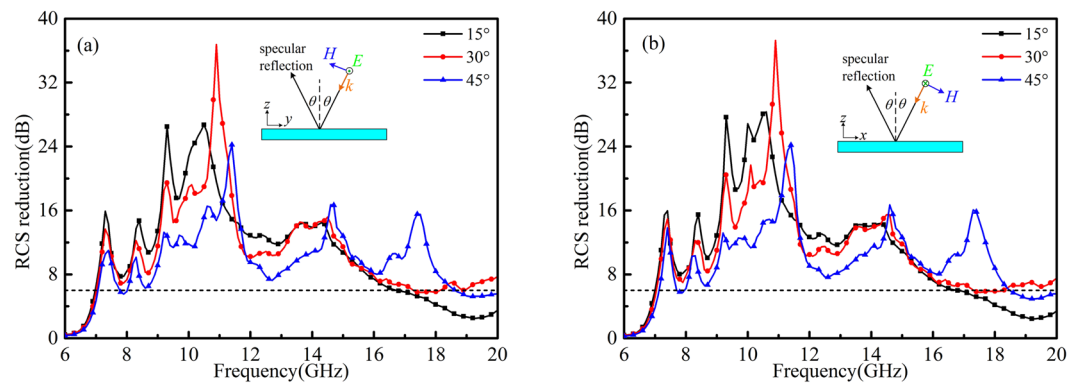 (a)
15°
30°
45°
specular
reflection
H
E
k
θ
θ
z
y
RCS reduction(dB)
40
32
24
16
8
0
6
8
10
12
14
16
18
20
Frequency(GHz)
(b)
15°
30°
45°
specular
reflection
E
H
k
θ
θ
z
x
RCS reduction(dB)
40
32
24
16
8
0
6
8
10
12
14
16
18
20
Frequency(GHz)